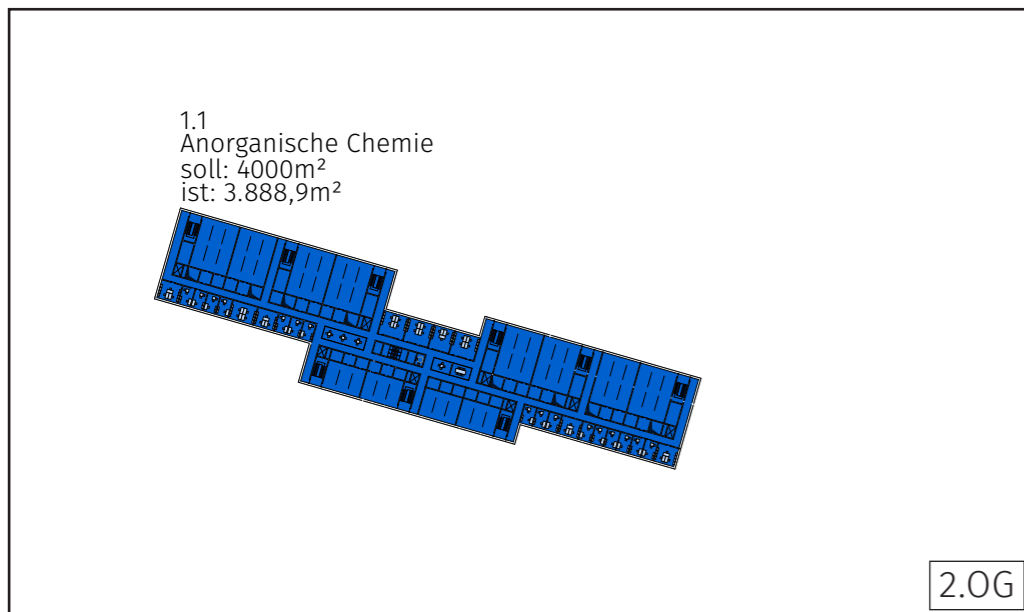 1.1
Anorganische Chemie
soll: 4000m²
ist: 3.888,9m²
2.OG